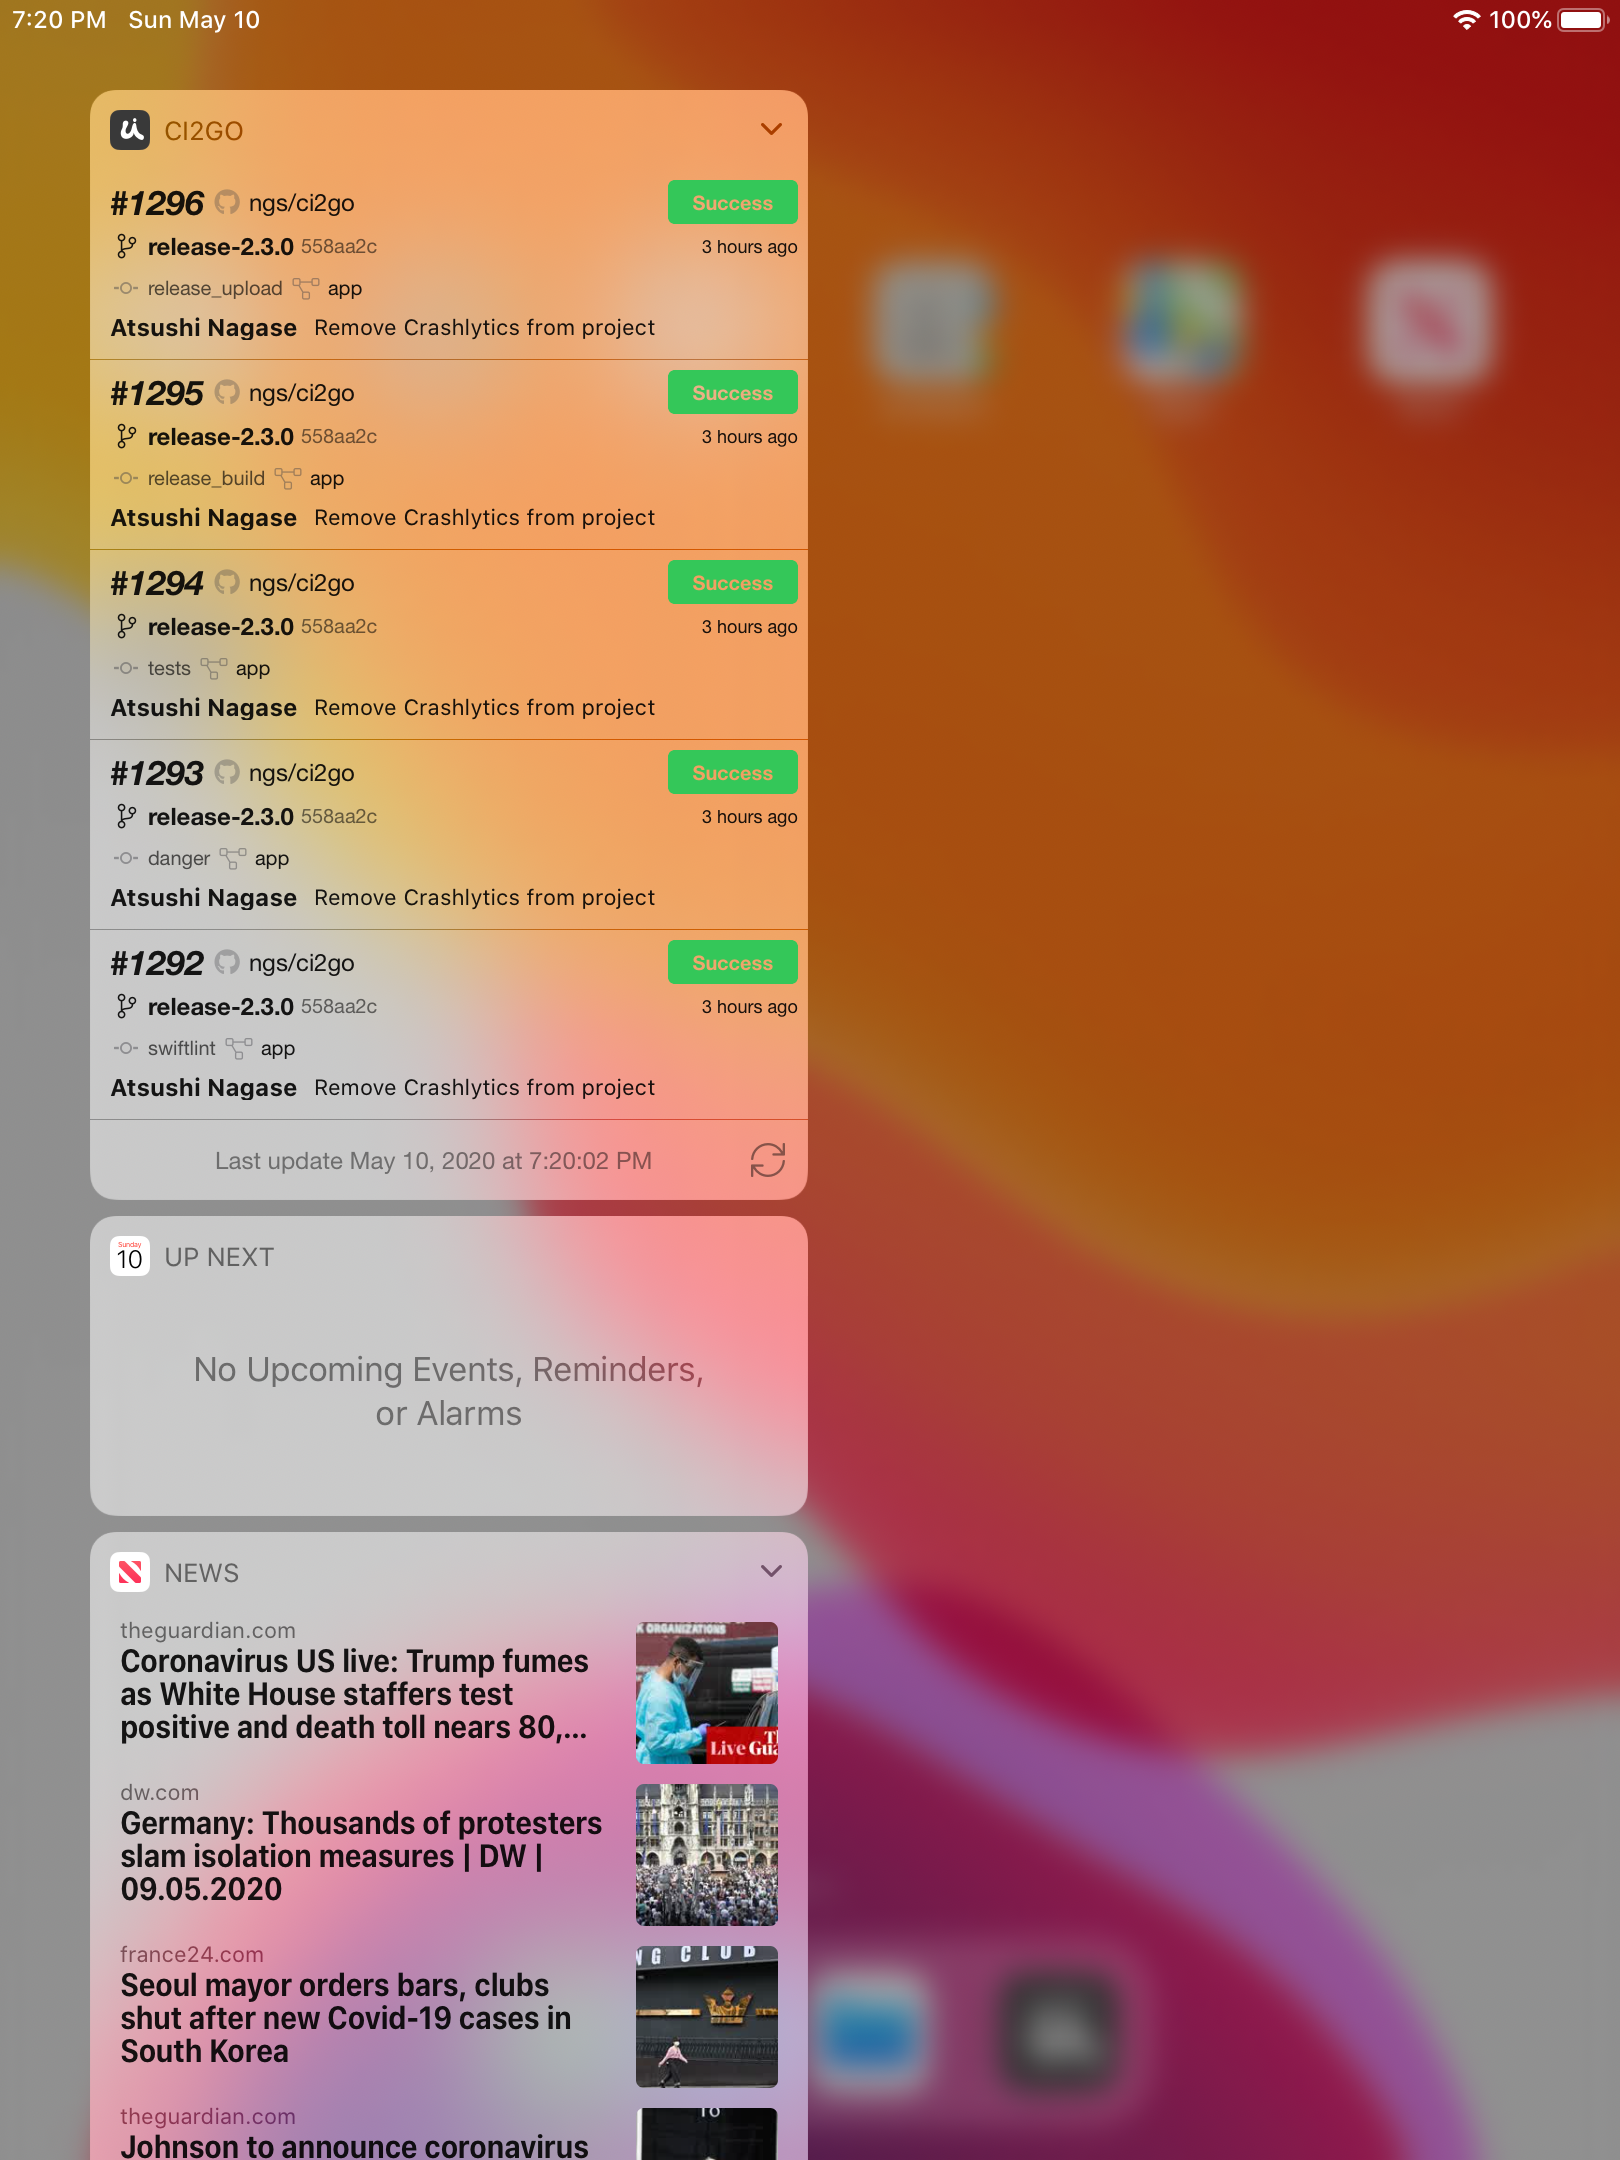 7:20 PM Sun May 10 100%
CI2GO
#1296 ngs/ci2go Success
release-2.3.0 558aa2c 3 hours ago
release_upload app
Atsushi Nagase Remove Crashlytics from project
#1295 ngs/ci2go Success
release-2.3.0 558aa2c 3 hours ago
release_build app
Atsushi Nagase Remove Crashlytics from project
#1294 ngs/ci2go Success
release-2.3.0 558aa2c 3 hours ago
tests app
Atsushi Nagase Remove Crashlytics from project
#1293 ngs/ci2go Success
release-2.3.0 558aa2c 3 hours ago
danger app
Atsushi Nagase Remove Crashlytics from project
#1292 ngs/ci2go Success
release-2.3.0 558aa2c 3 hours ago
swiftlint app
Atsushi Nagase Remove Crashlytics from project
Last update May 10, 2020 at 7:20:02 PM
Sunday
10 UP NEXT
No Upcoming Events, Reminders,
or Alarms
NEWS
theguardian.com
Coronavirus US live: Trump fumes
as White House staffers test
positive and death toll nears 80,...
K ORGANIZATIONS
Live Gua
dw.com
Germany: Thousands of protesters
slam isolation measures | DW |
09.05.2020
france24.com
Seoul mayor orders bars, clubs
shut after new Covid-19 cases in
South Korea
NG CLUB
theguardian.com
Johnson to announce coronavirus